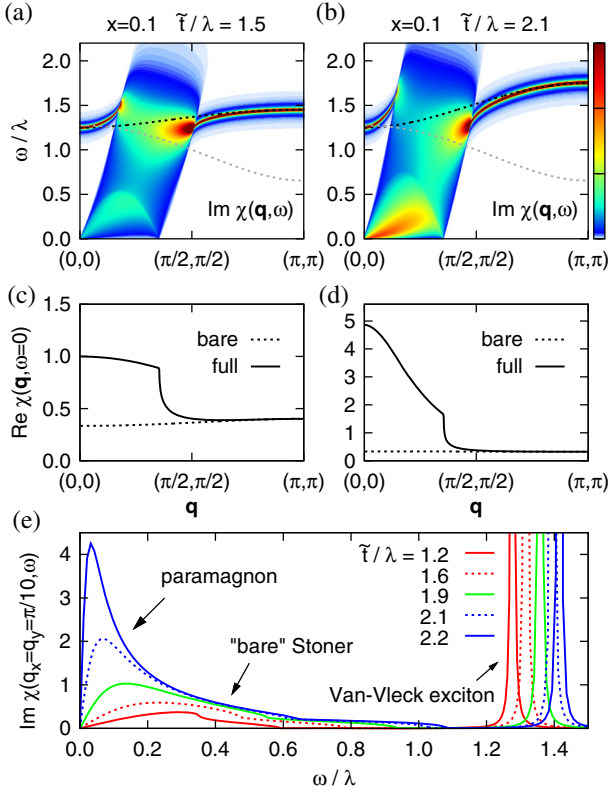 (a) x=0.1 t̃/λ = 1.5
(b) x=0.1 t̃/λ = 2.1
ω/λ
2.0
1.5
1.0
0.5
0.0
Im χ(q,ω)
Im χ(q,ω)
(0,0) (π/2,π/2) (π,π)
(0,0) (π/2,π/2) (π,π)
(c)
(d)
Re χ(q,ω=0)
1.5
1.0
0.5
0.0
bare
full
5
4
3
2
1
0
bare
full
(0,0) (π/2,π/2) (π,π)
q
(0,0) (π/2,π/2) (π,π)
q
(e)
Im χ(q_x=q_y=π/10,ω)
4
3
2
1
0
paramagnon
"bare" Stoner
Van-Vleck exciton
t̃/λ = 1.2
1.6
1.9
2.1
2.2
0.0 0.2 0.4 0.6 0.8 1.0 1.2 1.4
ω/λ